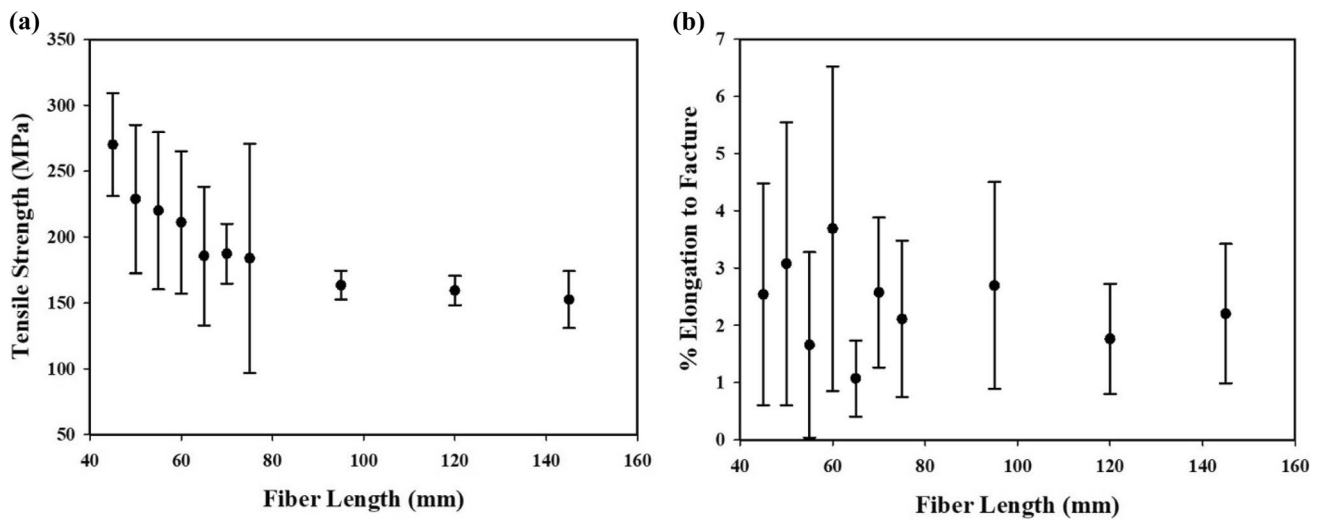 (a)
Tensile Strength (MPa)
350
300
250
200
150
100
50
40 60 80 100 120 140 160
Fiber Length (mm)
(b)
% Elongation to Facture
7
6
5
4
3
2
1
0
40 60 80 100 120 140 160
Fiber Length (mm)